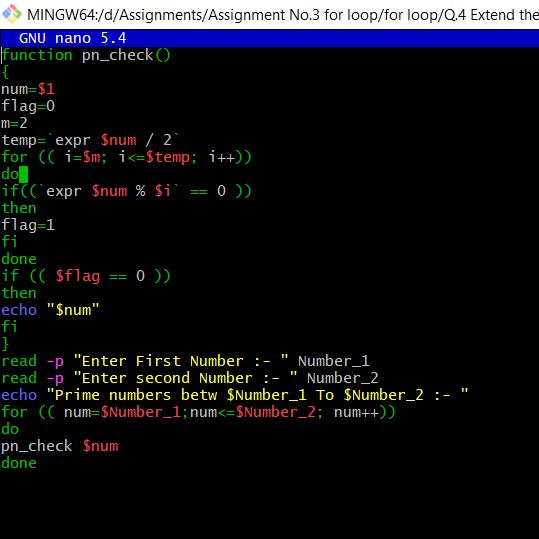 MINGW64:/d/Assignments/Assignment No.3 for loop/for loop/Q.4 Extend the
GNU nano 5.4
function pn_check()
{
num=$1
flag=0
m=2
temp=`expr $num / 2`
for (( i=$m; i<=$temp; i++))
do
if((`expr $num % $i` == 0 ))
then
flag=1
fi
done
if (( $flag == 0 ))
then
echo "$num"
fi
}
read -p "Enter First Number :- " Number_1
read -p "Enter second Number :- " Number_2
echo "Prime numbers betw $Number_1 To $Number_2 :- "
for (( num=$Number_1;num<=$Number_2; num++))
do
pn_check $num
done